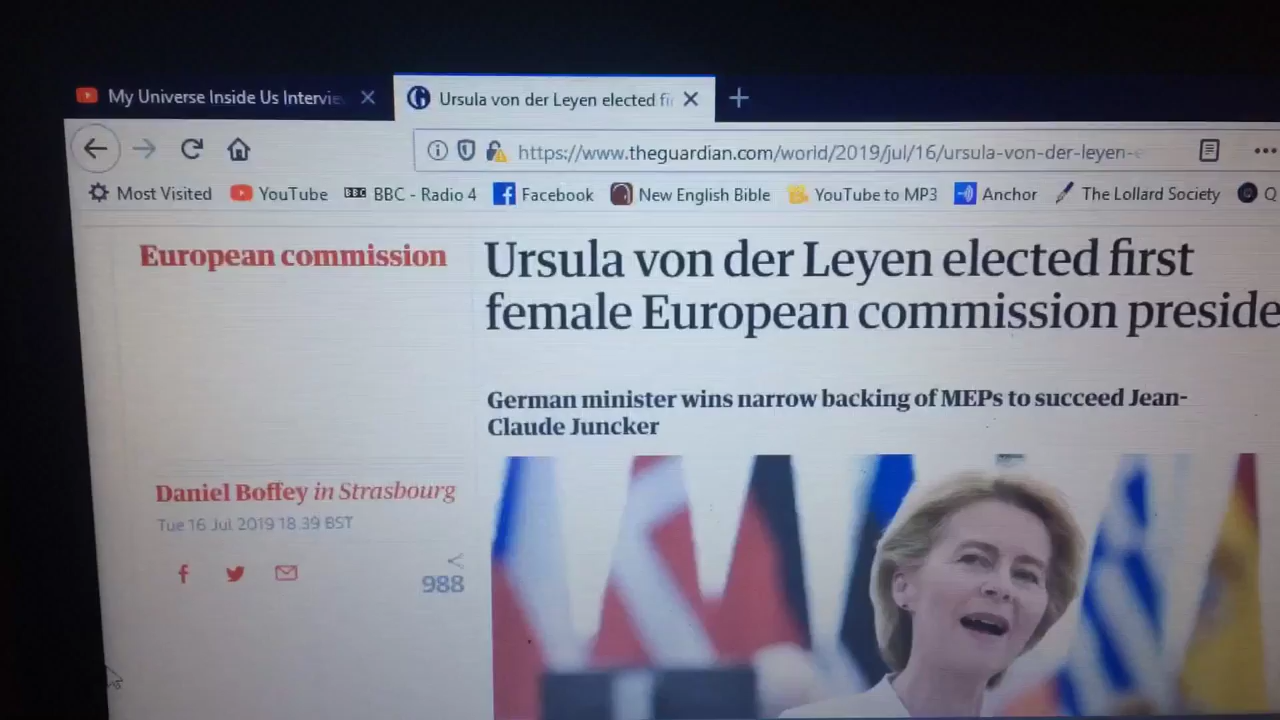 My Universe Inside Us Intervie
Ursula von der Leyen elected fi
https://www.theguardian.com/world/2019/jul/16/ursula-von-der-leyen-e
Most Visited YouTube BBC BBC - Radio 4 Facebook New English Bible YouTube to MP3 Anchor The Lollard Society Q
European commission
Ursula von der Leyen elected first
female European commission preside
German minister wins narrow backing of MEPs to succeed Jean-
Claude Juncker
Daniel Boffey in Strasbourg
Tue 16 Jul 2019 18.39 BST
988